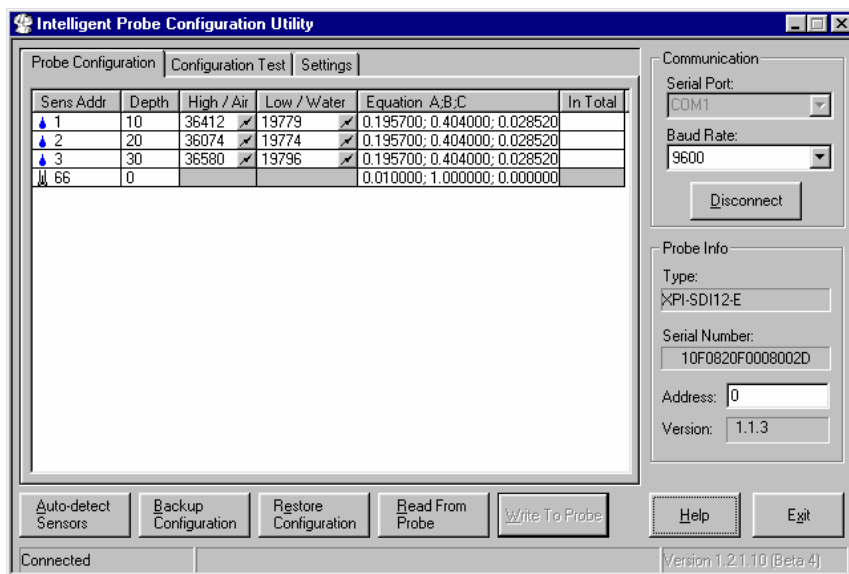 Intelligent Probe Configuration Utility
Probe Configuration Configuration Test Settings
Sens Addr Depth High / Air Low / Water Equation A;B;C In Total
1 10 36412 19779 0.195700; 0.404000; 0.028520
2 20 36074 19774 0.195700; 0.404000; 0.028520
3 30 36580 19796 0.195700; 0.404000; 0.028520
66 0 0.010000; 1.000000; 0.000000
Communication
Serial Port:
COM1
Baud Rate:
9600
Disconnect
Probe Info
Type:
XPI-SDI12-E
Serial Number:
10F0820F0008002D
Address: 0
Version: 1.1.3
Auto-detect
Sensors
Backup
Configuration
Restore
Configuration
Read From
Probe
Write To Probe
Help
Exit
Connected
Version 1.2.1.10 (Beta 4)